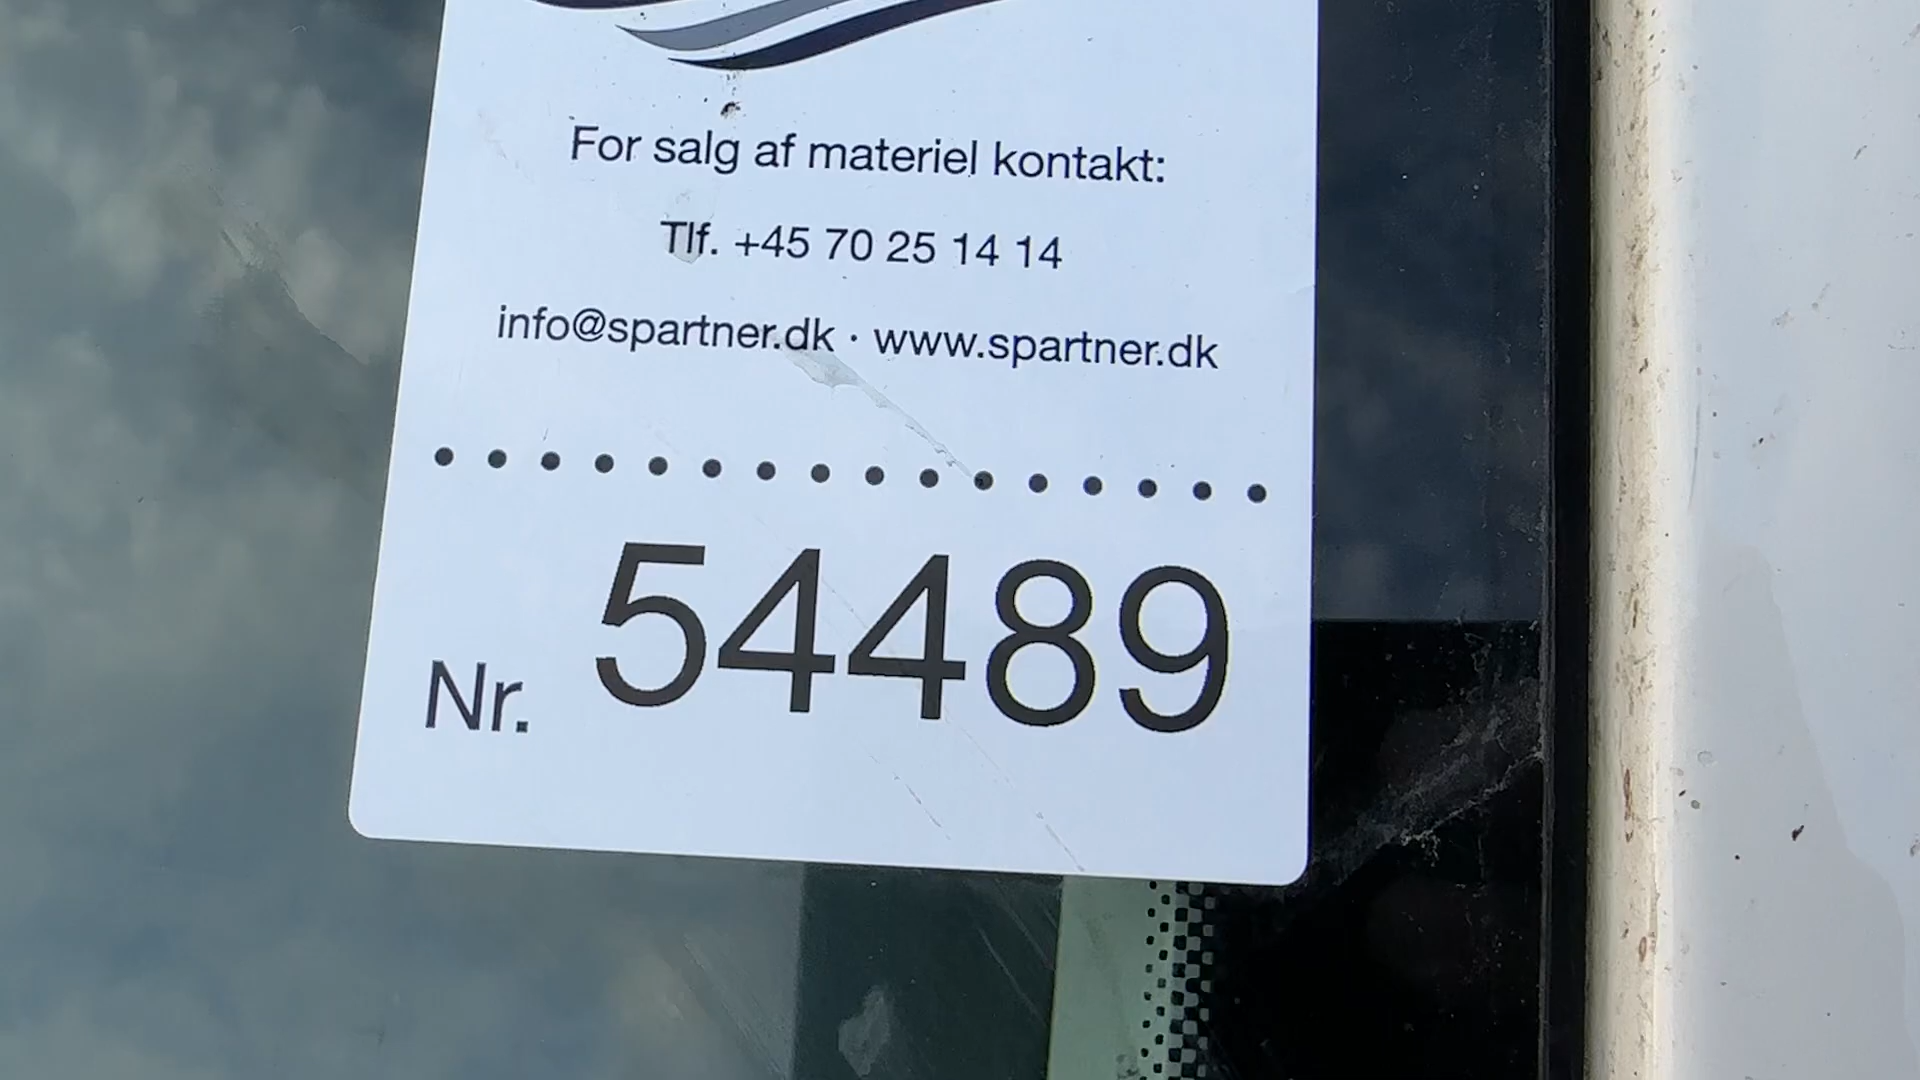 For salg af materiel kontakt:
Tlf. +45 70 25 14 14
info@spartner.dk · www.spartner.dk
Nr. 54489